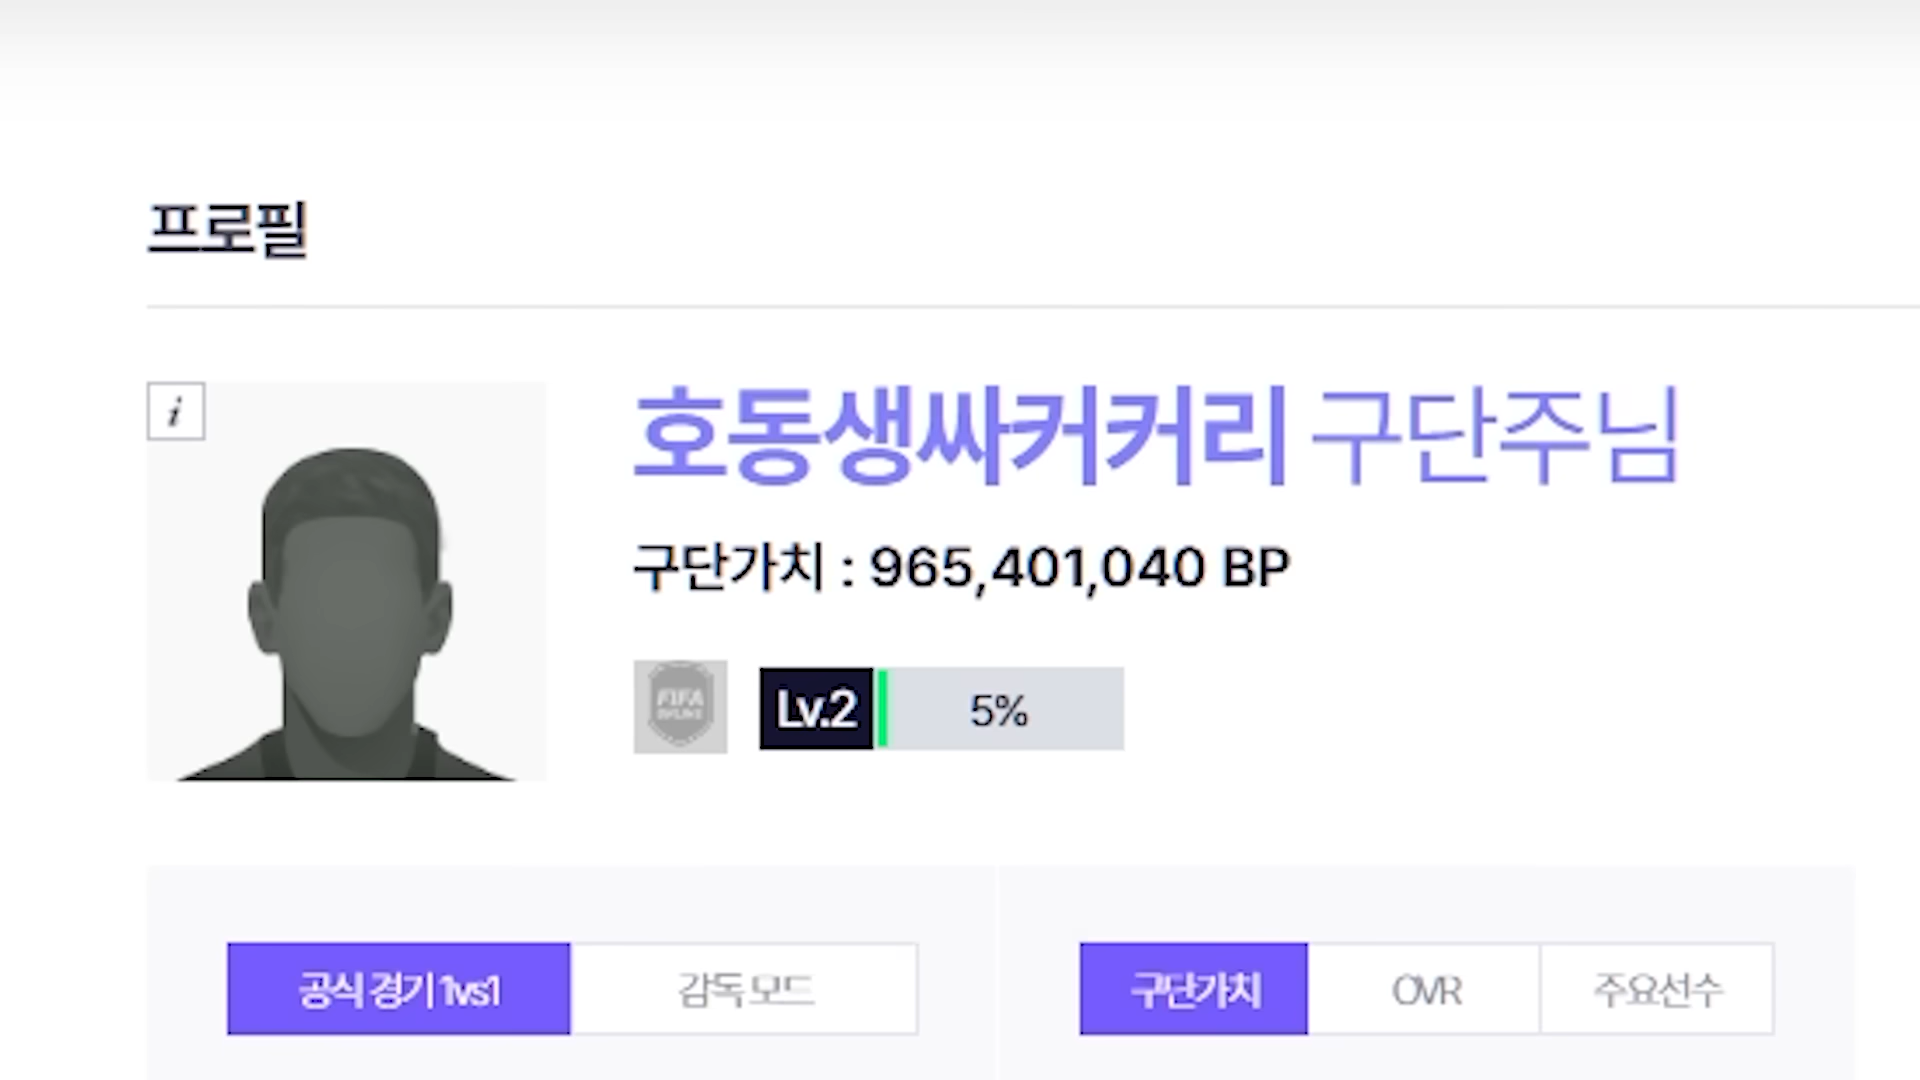 프로필
i
호동생싸커커리 구단주님
구단가치 : 965,401,040 BP
FIFA ONLINE
Lv.2 5%
공식 경기 1vs1 감독 모드 구단가치 OVR 주요선수